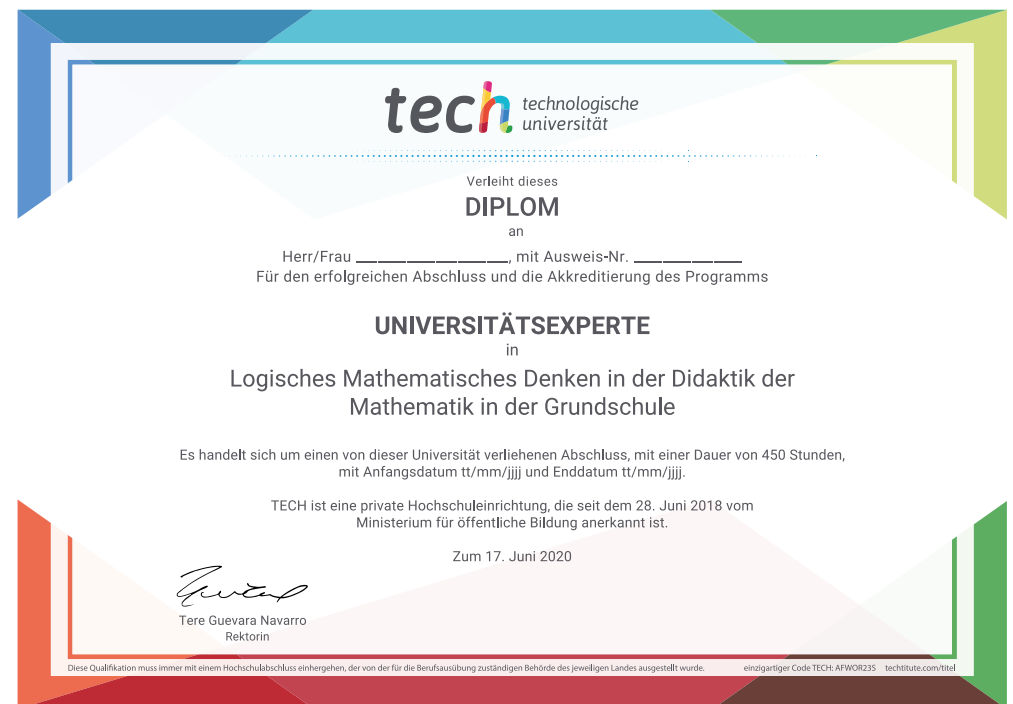 tech technologische
universität
Verleiht dieses
DIPLOM
an
Herr/Frau ___________________, mit Ausweis-Nr. _____________
Für den erfolgreichen Abschluss und die Akkreditierung des Programms
UNIVERSITÄTSEXPERTE
in
Logisches Mathematisches Denken in der Didaktik der
Mathematik in der Grundschule
Es handelt sich um einen von dieser Universität verliehenen Abschluss, mit einer Dauer von 450 Stunden,
mit Anfangsdatum tt/mm/jjjj und Enddatum tt/mm/jjjj.
TECH ist eine private Hochschuleinrichtung, die seit dem 28. Juni 2018 vom
Ministerium für öffentliche Bildung anerkannt ist.
Zum 17. Juni 2020
Tere Guevara Navarro
Rektorin
Diese Qualifikation muss immer mit einem Hochschulabschluss einhergehen, der von der für die Berufsausübung zuständigen Behörde des jeweiligen Landes ausgestellt wurde. einzigartiger Code TECH: AFWOR23S techtitute.com/titel